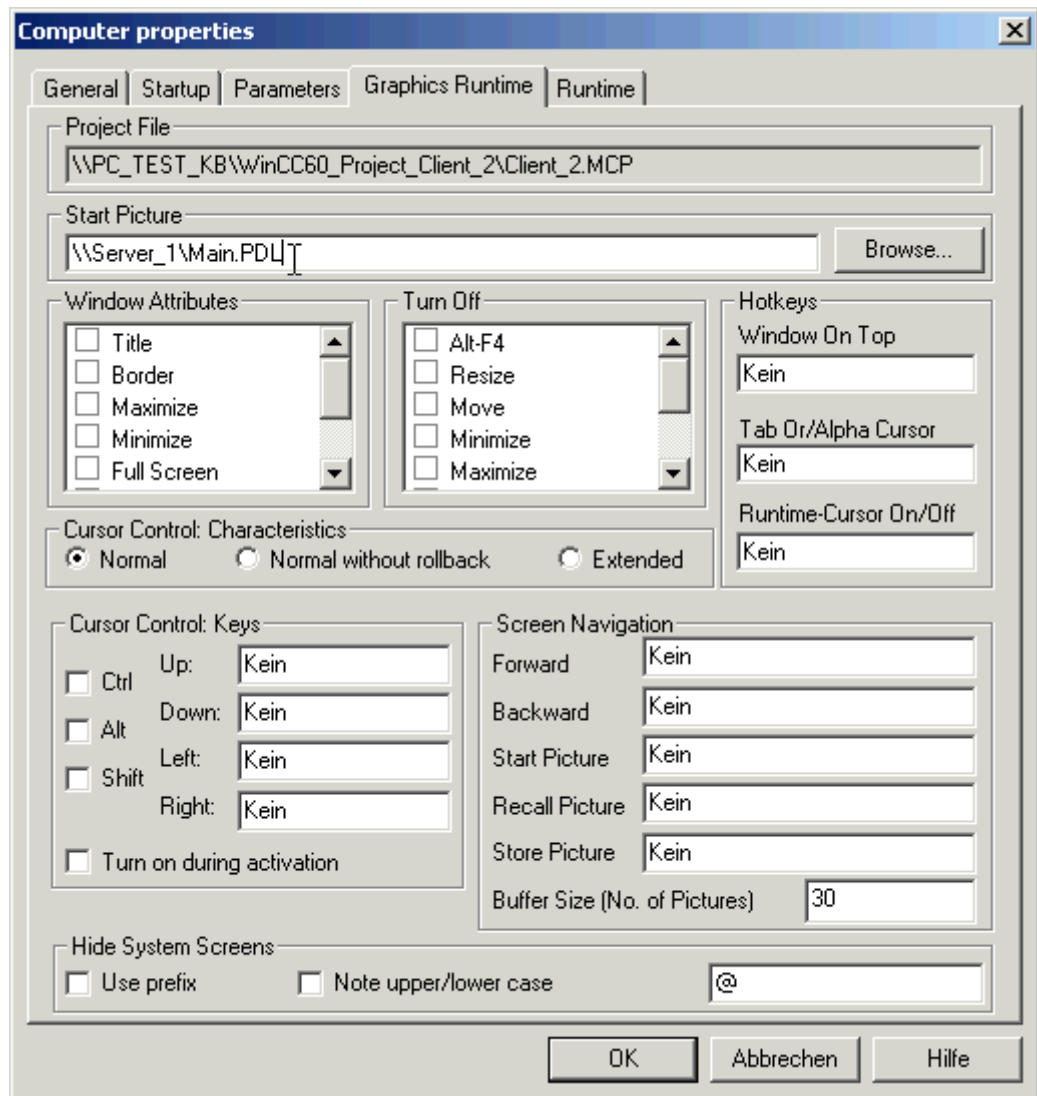 Computer properties
General Startup Parameters Graphics Runtime Runtime
Project File
\\PC_TEST_KB\WinCC60_Project_Client_2\Client_2.MCP
Start Picture
\\Server_1\Main.PDL
Browse...
Window Attributes
Title
Border
Maximize
Minimize
Full Screen
Turn Off
Alt-F4
Resize
Move
Minimize
Maximize
Hotkeys
Window On Top
Kein
Tab Or/Alpha Cursor
Kein
Runtime-Cursor On/Off
Kein
Cursor Control: Characteristics
Normal Normal without rollback Extended
Cursor Control: Keys
Ctrl
Alt
Shift
Up: Kein
Down: Kein
Left: Kein
Right: Kein
Turn on during activation
Screen Navigation
Forward Kein
Backward Kein
Start Picture Kein
Recall Picture Kein
Store Picture Kein
Buffer Size (No. of Pictures) 30
Hide System Screens
Use prefix Note upper/lower case @
OK Abbrechen Hilfe